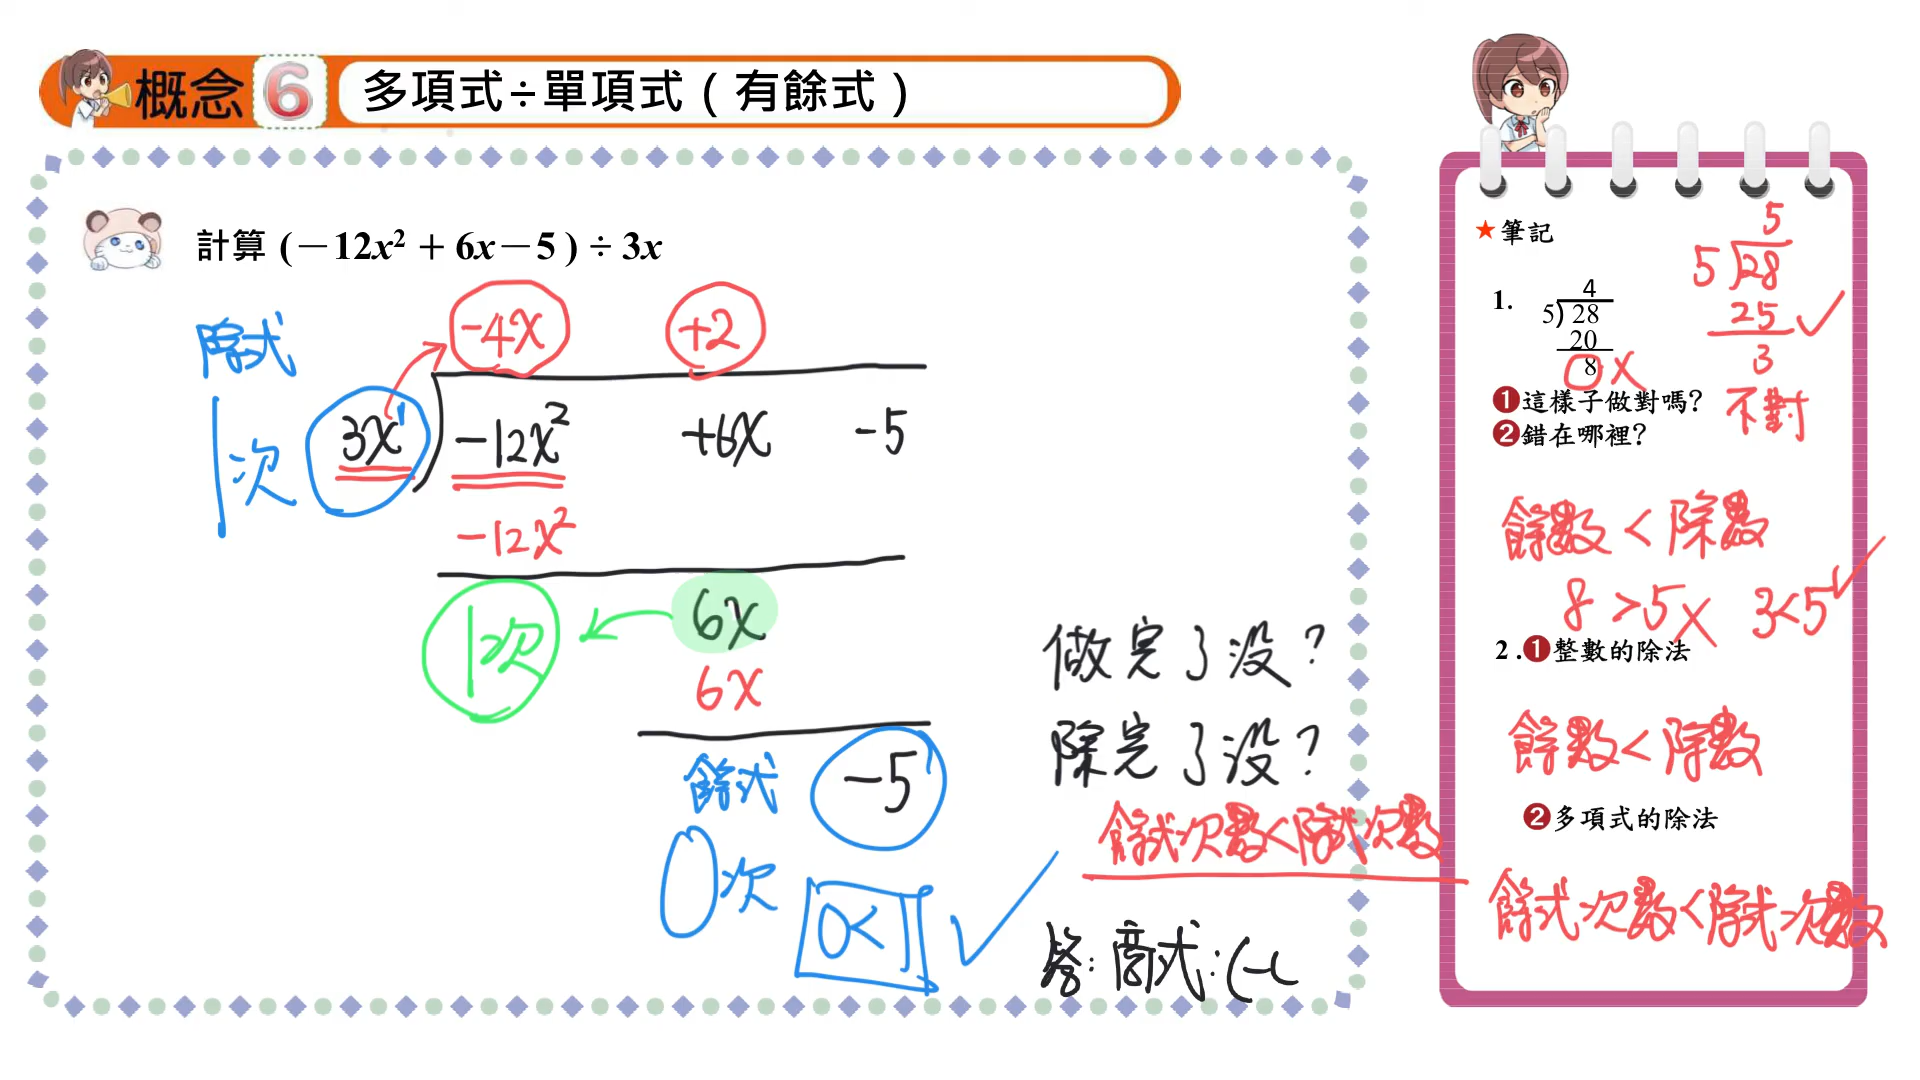 概念 6 多項式÷單項式（有餘式）
計算 (－12x² ＋ 6x－5 ) ÷ 3x
除式
1次
-4x +2
3x¹ -12x² +6x -5
-12x²
1次 6x
6x
餘式 -5
0次
0<1
做完了没?
除完了没?
餘式次數<除式次數
答:商式:(-
★筆記
1.
4
5) 28
20
8 x
5
5 28
25
3
不對
❶這樣子做對嗎?
❷錯在哪裡?
餘數<除數
8>5 x 3<5
2 .❶整數的除法
餘數<除數
❷多項式的除法
餘式次數<除式次數